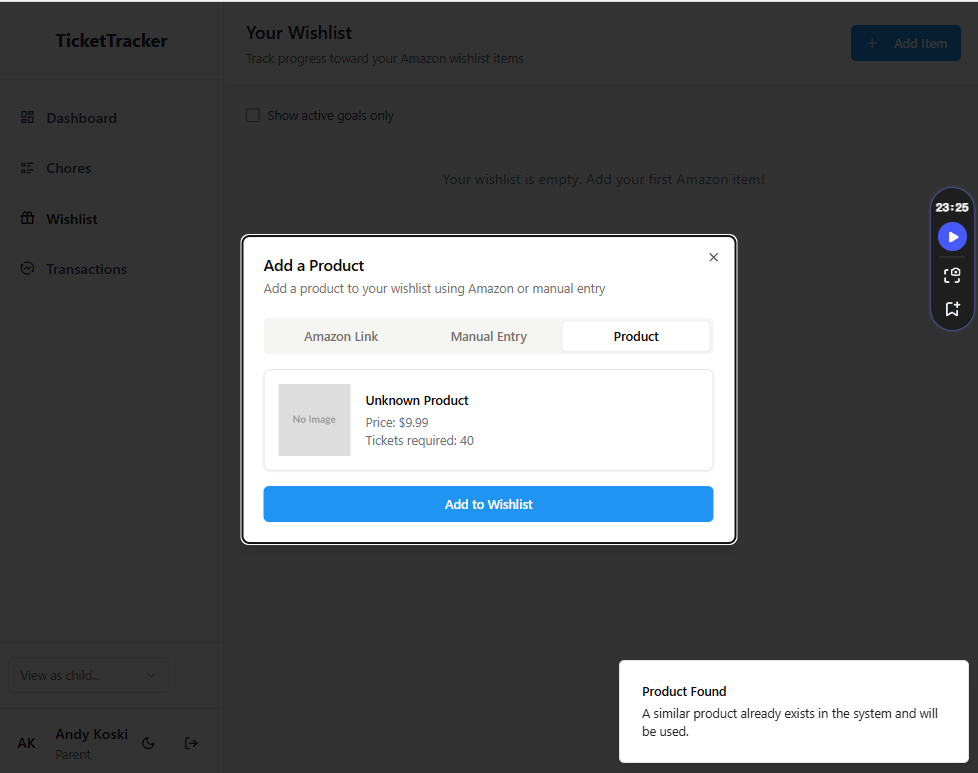 TicketTracker
Dashboard
Chores
Wishlist
Transactions
View as child...
AK
Andy Koski
Parent
Your Wishlist
Track progress toward your Amazon wishlist items
+ Add Item
Show active goals only
Your wishlist is empty. Add your first Amazon item!
Add a Product
Add a product to your wishlist using Amazon or manual entry
Amazon Link
Manual Entry
Product
No Image
Unknown Product
Price: $9.99
Tickets required: 40
Add to Wishlist
23:25
Product Found
A similar product already exists in the system and will
be used.